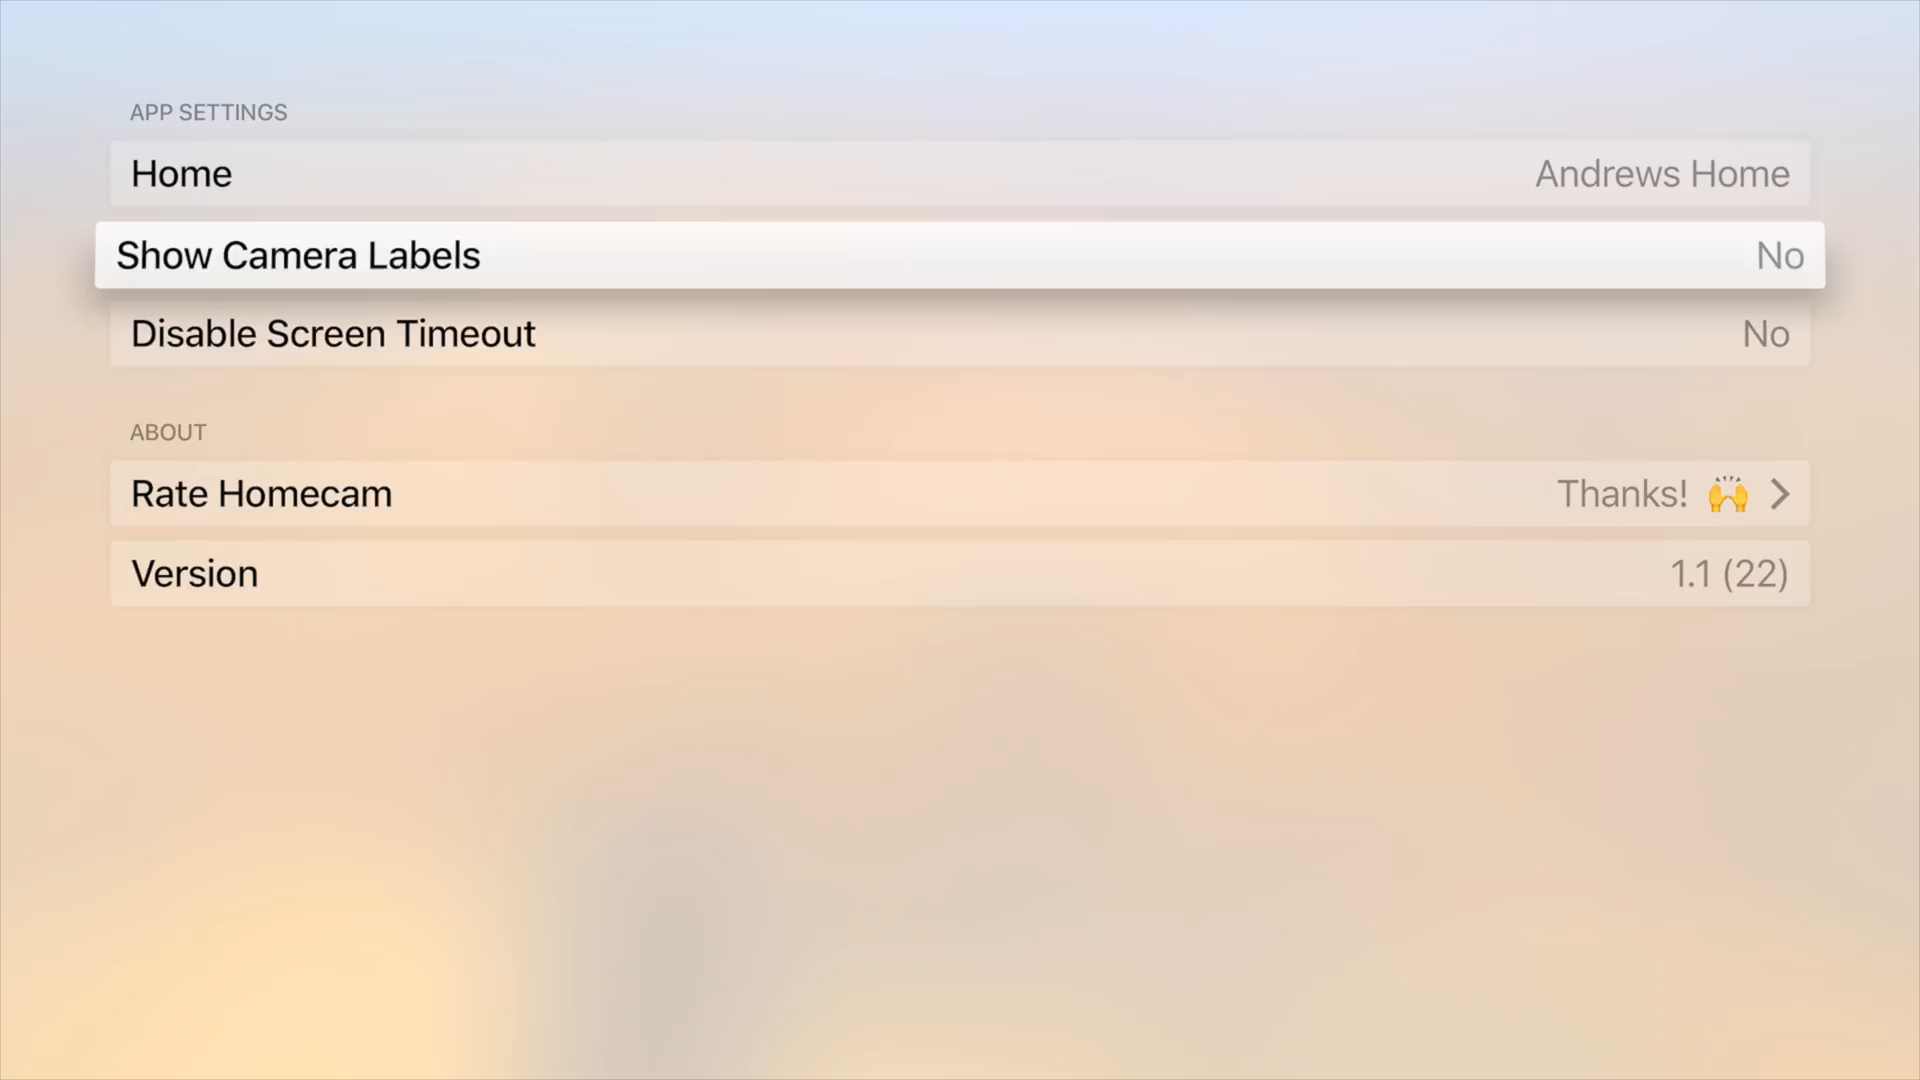 APP SETTINGS
Home Andrews Home
Show Camera Labels No
Disable Screen Timeout No
ABOUT
Rate Homecam Thanks! 🙌
Version 1.1 (22)